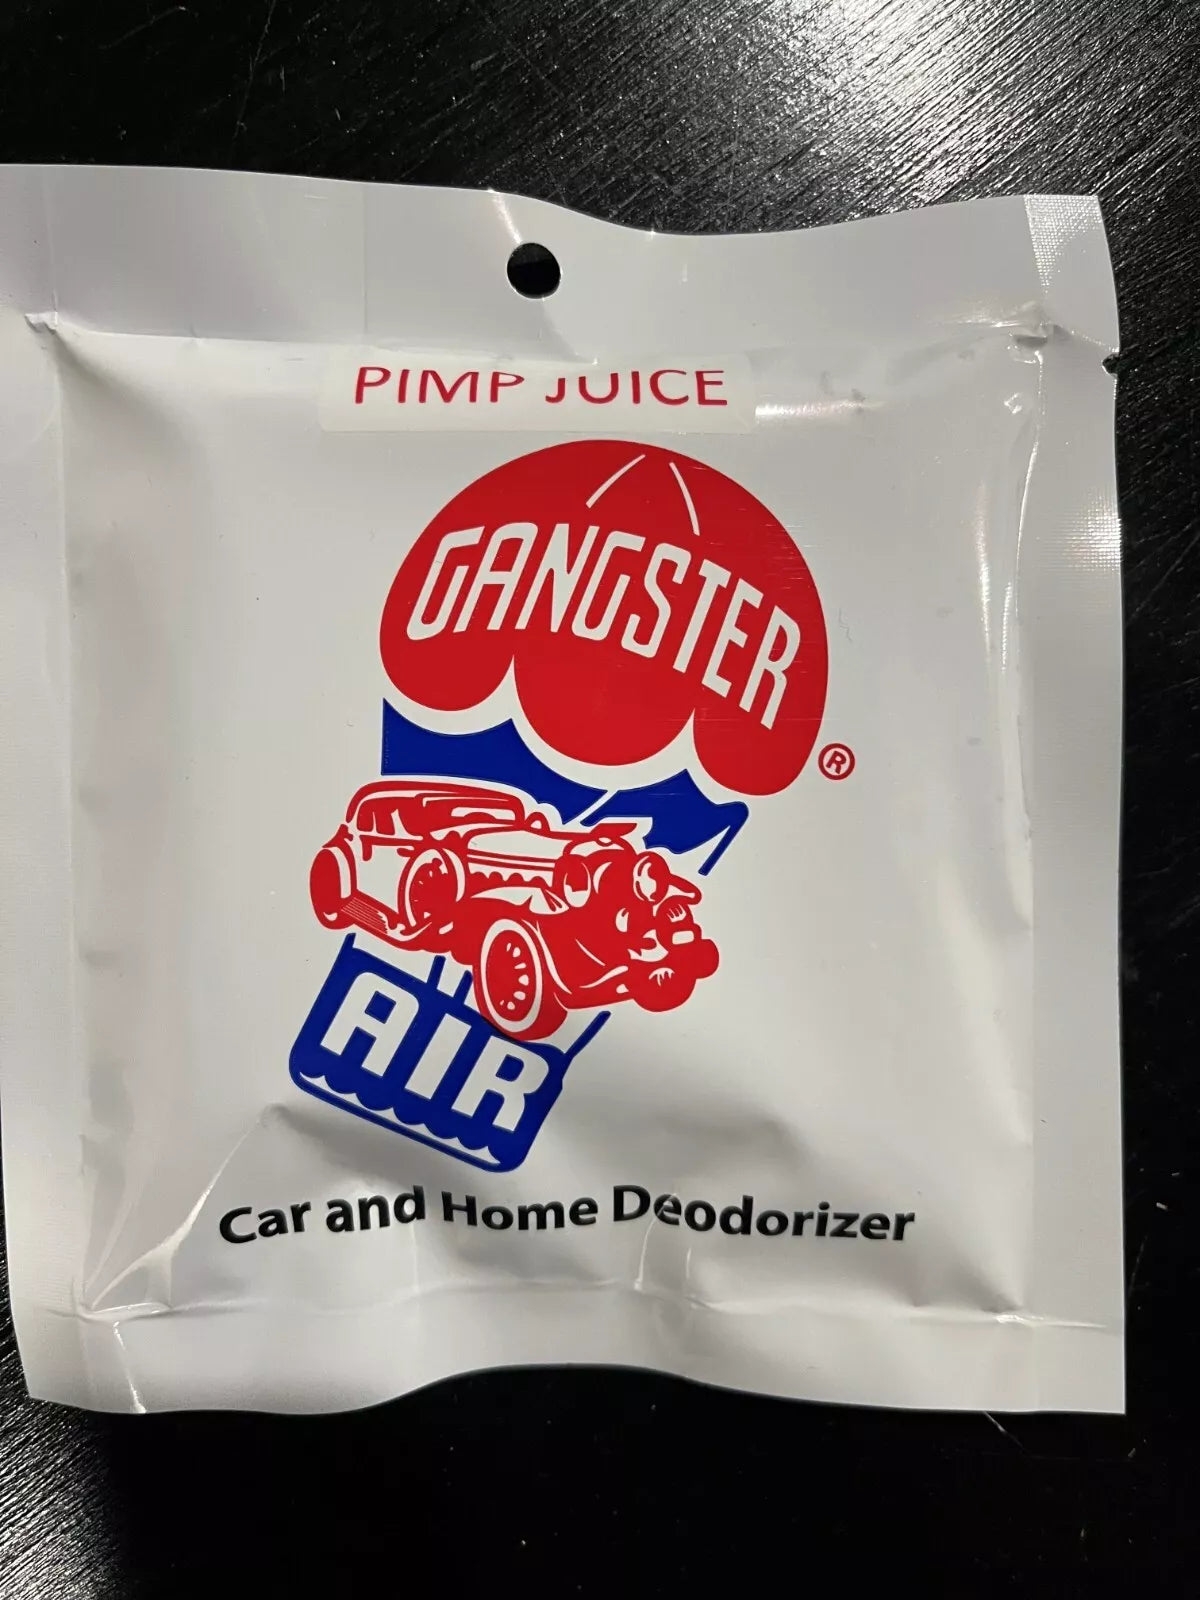 PIMP JUICE
GANGSTER
®
AIR
Car and Home Deodorizer